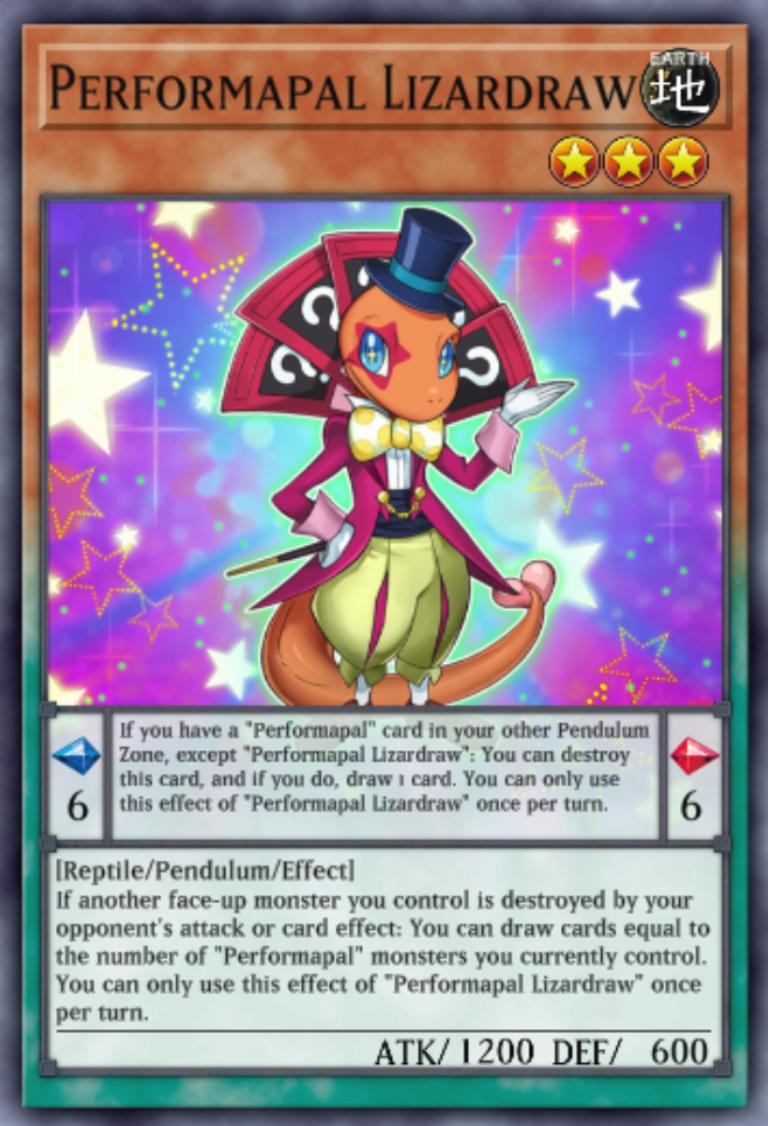 PERFORMAPAL LIZARDRAW
EARTH
地
? ? ?
If you have a "Performapal" card in your other Pendulum
Zone, except "Performapal Lizardraw": You can destroy
this card, and if you do, draw 1 card. You can only use
this effect of "Performapal Lizardraw" once per turn.
6
6
[Reptile/Pendulum/Effect]
If another face-up monster you control is destroyed by your
opponent's attack or card effect: You can draw cards equal to
the number of "Performapal" monsters you currently control.
You can only use this effect of "Performapal Lizardraw" once
per turn.
ATK/ 1200 DEF/ 600